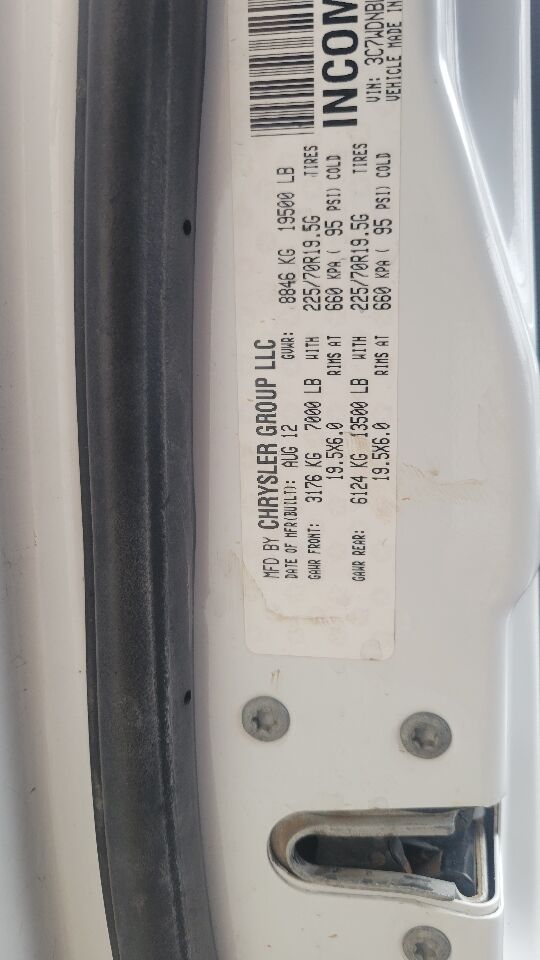 MFD BY CHRYSLER GROUP LLC
DATE OF MFR(BUILT): AUG 12 GVWR: 8846 KG 19500 LB
GAWR FRONT: 3176 KG 7000 LB WITH 225/70R19.5G TIRES
19.5X6.0 RIMS AT 660 KPA ( 95 PSI) COLD
GAWR REAR: 6124 KG 13500 LB WITH 225/70R19.5G TIRES
19.5X6.0 RIMS AT 660 KPA ( 95 PSI) COLD
INCOM
VIN: 3C7WDNB
VEHICLE MADE IN